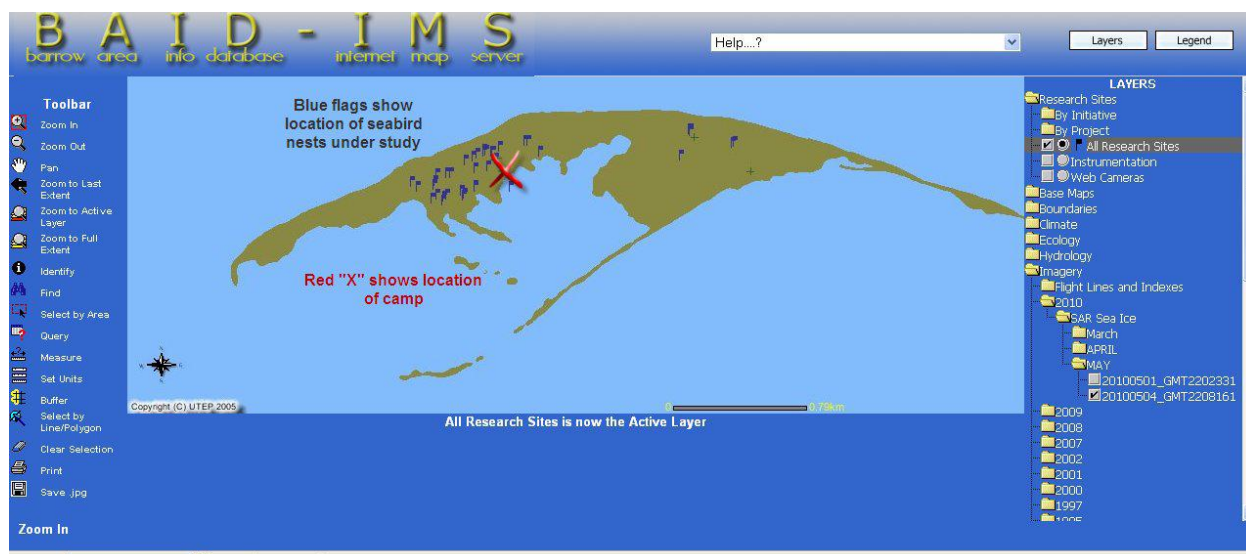 BAID - IMS
barrow area info database internet map server
Help....?
Layers
Legend
Toolbar
Zoom In
Zoom Out
Pan
Zoom to Last
Extent
Zoom to Active
Layer
Zoom to Full
Extent
Identify
Find
Select by Area
Query
Measure
Set Units
Buffer
Select by
Line/Polygon
Clear Selection
Print
Save .jpg
Zoom In
Blue flags show
location of seabird
nests under study
Red "X" shows location
of camp
Copyright (C) UTEP 2005
0
0.79km
All Research Sites is now the Active Layer
LAYERS
Research Sites
By Initiative
By Project
All Research Sites
Instrumentation
Web Cameras
Base Maps
Boundaries
Climate
Ecology
Hydrology
Imagery
Flight Lines and Indexes
2010
SAR Sea Ice
March
APRIL
MAY
20100501_GMT2202331
20100504_GMT2208161
2009
2008
2007
2002
2001
2000
1997